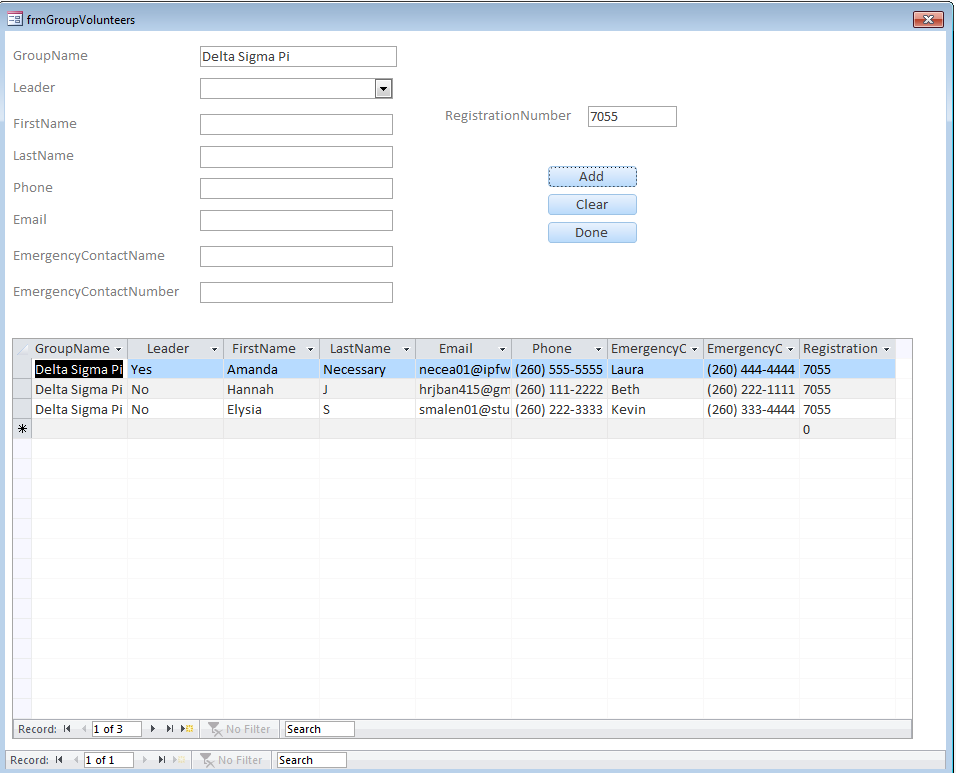 frmGroupVolunteers
GroupName Delta Sigma Pi
Leader
RegistrationNumber 7055
FirstName
LastName
Add
Phone
Clear
Email
Done
EmergencyContactName
EmergencyContactNumber
GroupName Leader FirstName LastName Email Phone EmergencyC EmergencyC Registration
Delta Sigma Pi Yes Amanda Necessary necea01@ipfw (260) 555-5555 Laura (260) 444-4444 7055
Delta Sigma Pi No Hannah J hrjban415@gm (260) 111-2222 Beth (260) 222-1111 7055
Delta Sigma Pi No Elysia S smalen01@stu (260) 222-3333 Kevin (260) 333-4444 7055
* 0
Record: 1 of 3 No Filter Search
Record: 1 of 1 No Filter Search